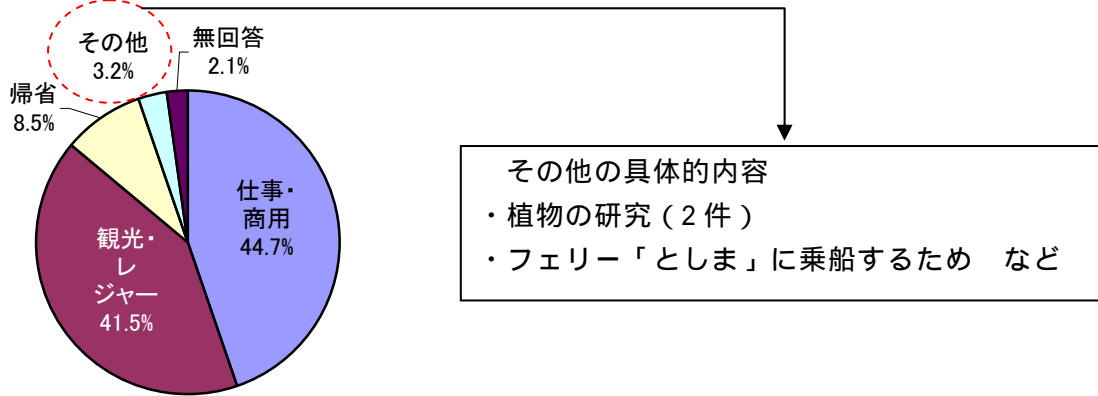 その他
3.2%
無回答
2.1%
帰省
8.5%
仕事・
商用
44.7%
観光・
レ
ジャー
41.5%
その他の具体的内容
・植物の研究(2件)
・フェリー「としま」に乗船するため　など